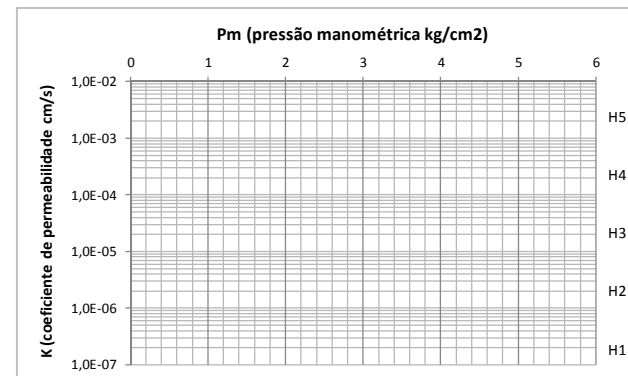 Pm (pressão manométrica kg/cm2)
0 1 2 3 4 5 6
K (coeficiente de permeabilidade cm/s)
1,0E-02
H5
1,0E-03
H4
1,0E-04
H3
1,0E-05
H2
1,0E-06
H1
1,0E-07